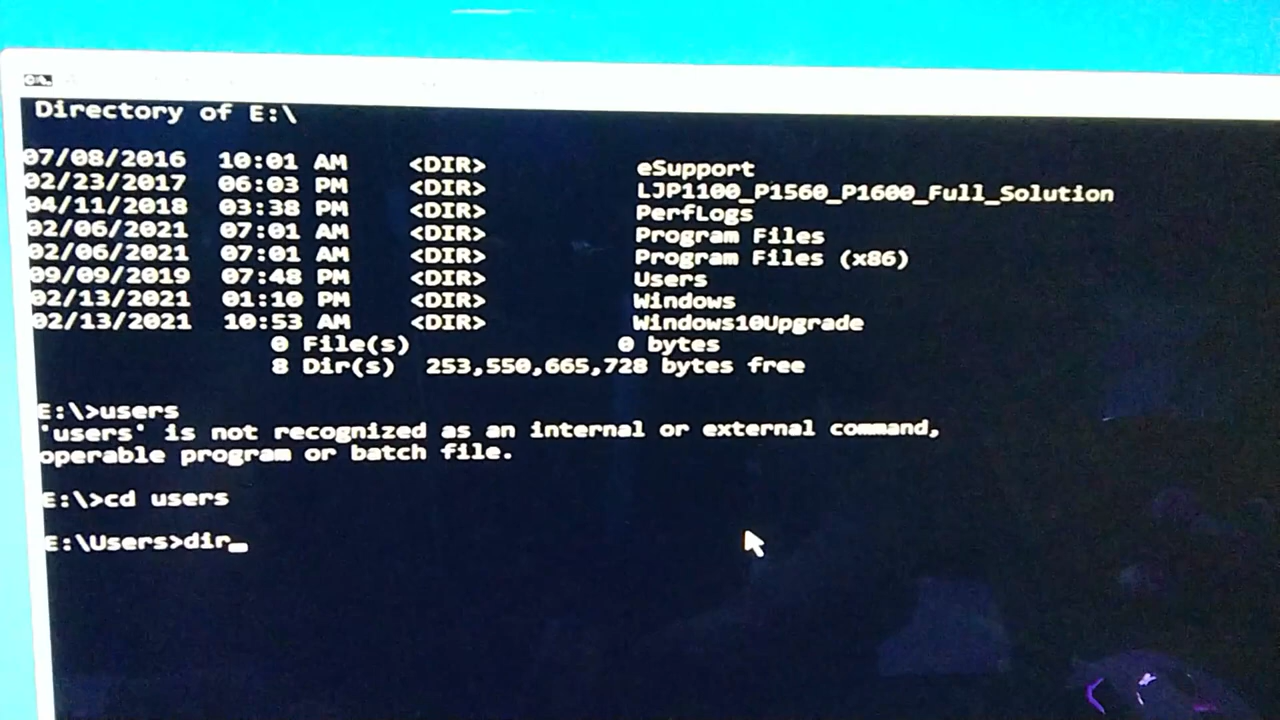 Directory of E:\
07/08/2016 10:01 AM <DIR> eSupport
02/23/2017 06:03 PM <DIR> LJP1100_P1560_P1600_Full_Solution
04/11/2018 03:38 PM <DIR> PerfLogs
02/06/2021 07:01 AM <DIR> Program Files
02/06/2021 07:01 AM <DIR> Program Files (x86)
09/09/2019 07:48 PM <DIR> Users
02/13/2021 01:10 PM <DIR> Windows
02/13/2021 10:53 AM <DIR> Windows10Upgrade
0 File(s) 0 bytes
8 Dir(s) 253,550,665,728 bytes free
E:\>users
'users' is not recognized as an internal or external command,
operable program or batch file.
E:\>cd users
E:\Users>dir